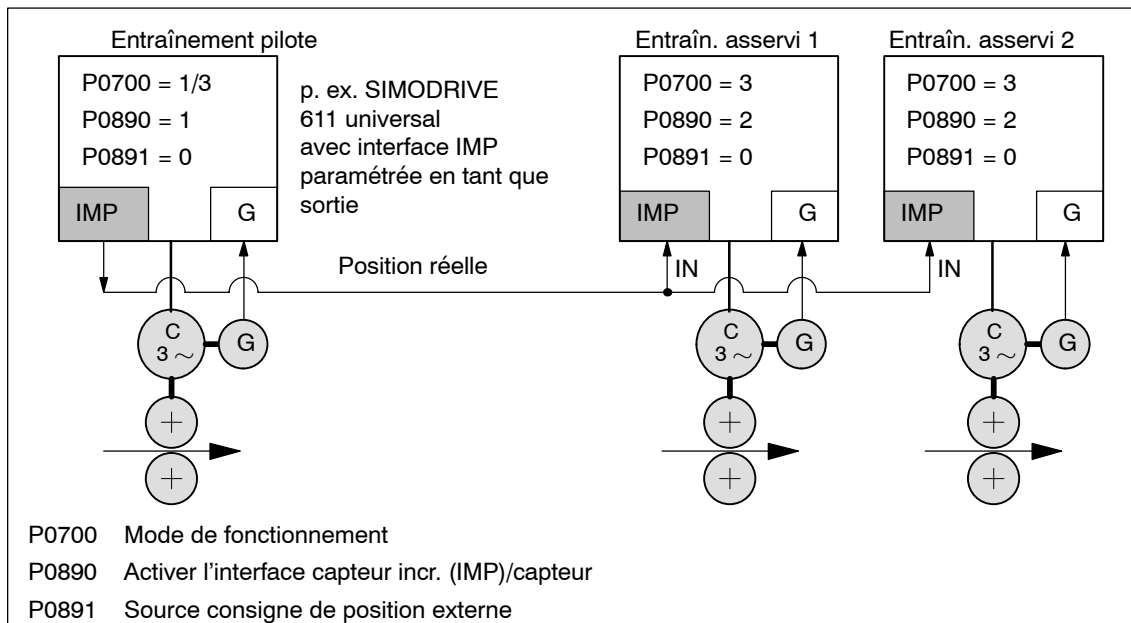 Entraînement pilote
P0700 = 1/3
P0890 = 1
P0891 = 0
IMP
G
p. ex. SIMODRIVE
611 universal
avec interface IMP
paramétrée en tant que
sortie
Entraîn. asservi 1
P0700 = 3
P0890 = 2
P0891 = 0
IMP
G
Entraîn. asservi 2
P0700 = 3
P0890 = 2
P0891 = 0
IMP
G
Position réelle
IN
IN
C
3 ~
G
C
3 ~
G
C
3 ~
G
+
+
+
+
+
+
P0700 Mode de fonctionnement
P0890 Activer l'interface capteur incr. (IMP)/capteur
P0891 Source consigne de position externe